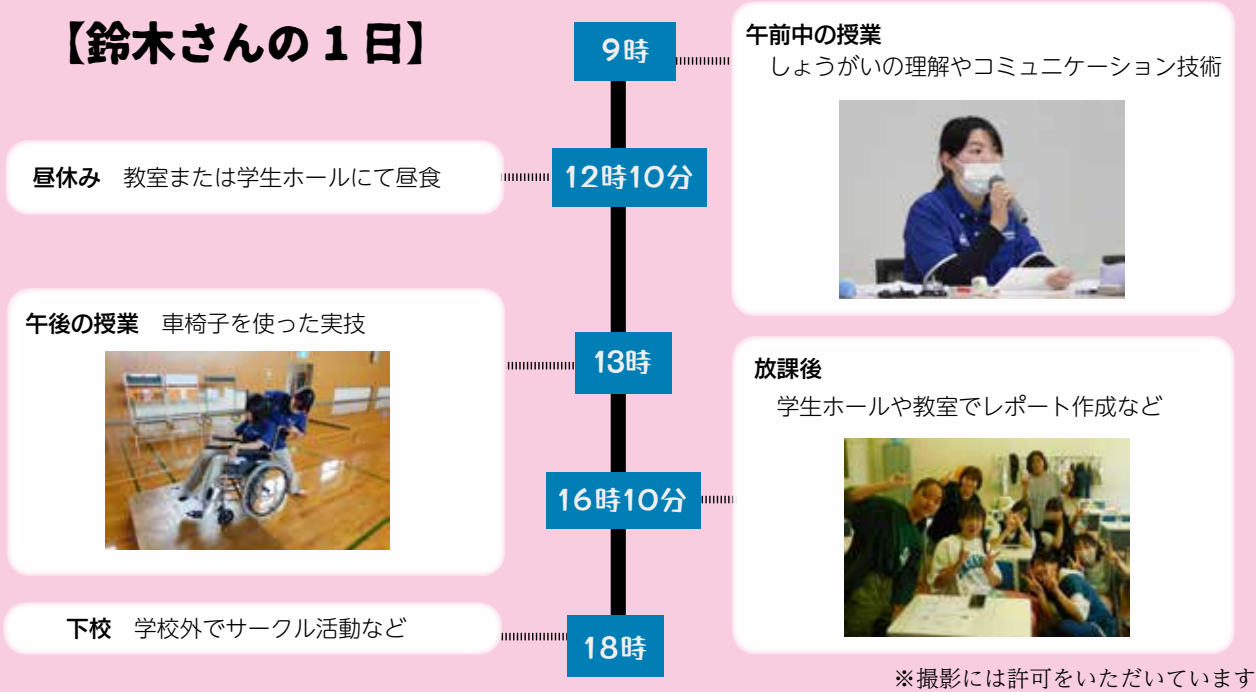 【鈴木さんの1日】
9時
午前中の授業
しょうがいの理解やコミュニケーション技術
12時10分
昼休み 教室または学生ホールにて昼食
13時
午後の授業 車椅子を使った実技
16時10分
放課後
学生ホールや教室でレポート作成など
18時
下校 学校外でサークル活動など
※撮影には許可をいただいています